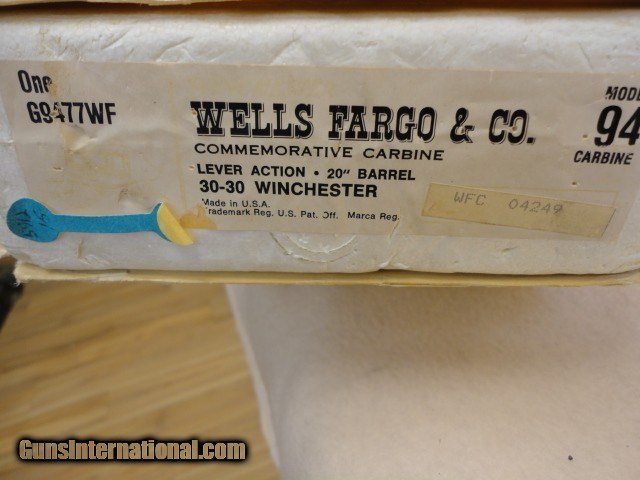 One
G9477WF
WELLS FARGO & CO.
COMMEMORATIVE CARBINE
LEVER ACTION • 20" BARREL
30-30 WINCHESTER
Made in U.S.A.
Trademark Reg. U.S. Pat. Off. Marca Reg.
MODE
94
CARBINE
WFC 04249
GunsInternational.com